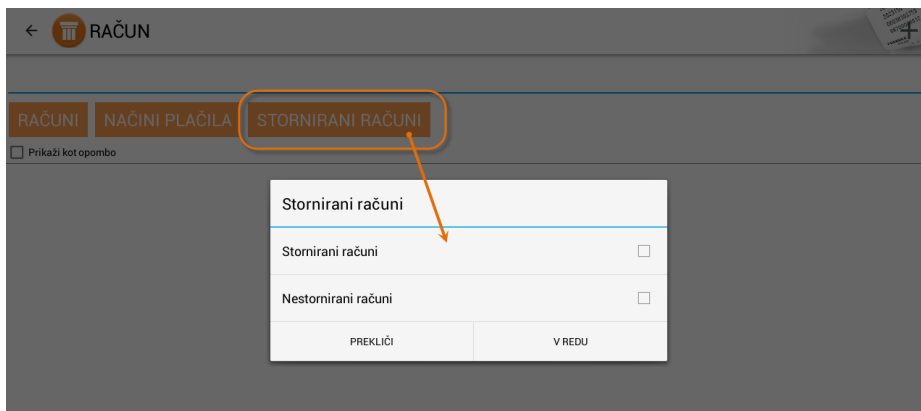 RAČUN
RAČUNI NAČINI PLAČILA STORNIRANI RAČUNI
Prikaži kot opombo
Stornirani računi
Stornirani računi
Nestornirani računi
PREKLIČI V REDU